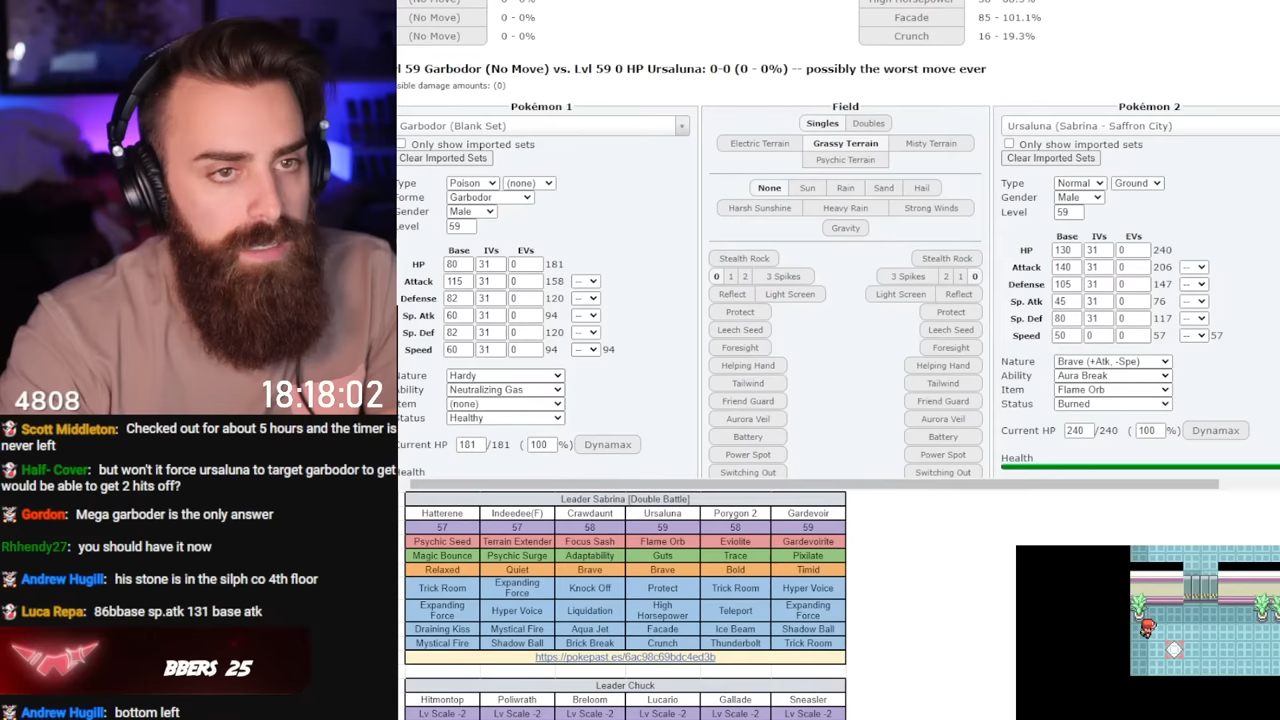 (No Move) 0 - 0%
(No Move) 0 - 0%
Facade 85 - 101.1%
Crunch 16 - 19.3%
59 Garbodor (No Move) vs. Lvl 59 0 HP Ursaluna: 0-0 (0 - 0%) -- possibly the worst move ever
sible damage amounts: (0)
Pokémon 1
Garbodor (Blank Set)
Only show imported sets
Clear Imported Sets
Type Poison (none)
Forme Garbodor
Gender Male
Level 59
Base IVs EVs
HP 80 31 0 181
Attack 115 31 0 158 --
Defense 82 31 0 120 --
Sp. Atk 60 31 0 94 --
Sp. Def 82 31 0 120 --
Speed 60 31 0 94 -- 94
Nature Hardy
Ability Neutralizing Gas
Item (none)
Status Healthy
Current HP 181 /181 ( 100 %) Dynamax
Health
Field
Singles Doubles
Electric Terrain Grassy Terrain Misty Terrain
Psychic Terrain
None Sun Rain Sand Hail
Harsh Sunshine Heavy Rain Strong Winds
Gravity
Stealth Rock Stealth Rock
0 1 2 3 Spikes 3 Spikes 2 1 0
Reflect Light Screen Light Screen Reflect
Protect Protect
Leech Seed Leech Seed
Foresight Foresight
Helping Hand Helping Hand
Tailwind Tailwind
Friend Guard Friend Guard
Aurora Veil Aurora Veil
Battery Battery
Power Spot Power Spot
Switching Out Switching Out
Pokémon 2
Ursaluna (Sabrina - Saffron City)
Only show imported sets
Clear Imported Sets
Type Normal Ground
Gender Male
Level 59
Base IVs EVs
HP 130 31 0 240
Attack 140 31 0 206 --
Defense 105 31 0 147 --
Sp. Atk 45 31 0 76 --
Sp. Def 80 31 0 117 --
Speed 50 0 0 57 -- 57
Nature Brave (+Atk, -Spe)
Ability Aura Break
Item Flame Orb
Status Burned
Current HP 240 /240 ( 100 %) Dynamax
Health
4808 18:18:02
Scott Middleton: Checked out for about 5 hours and the timer is
never left
Half- Cover: but won't it force ursaluna to target garbodor to get
would be able to get 2 hits off?
Gordon: Mega garboder is the only answer
Rhhendy27: you should have it now
Andrew Hugill: his stone is in the silph co 4th floor
Luca Repa: 86bbase sp.atk 131 base atk
BBERS 25
Andrew Hugill: bottom left
Leader Sabrina [Double Battle]
Hatterene Indeedee(F) Crawdaunt Ursaluna Porygon 2 Gardevoir
57 57 58 59 58 59
Psychic Seed Terrain Extender Focus Sash Flame Orb Eviolite Gardevoirite
Magic Bounce Psychic Surge Adaptability Guts Trace Pixilate
Relaxed Quiet Brave Brave Bold Timid
Trick Room Expanding Force Knock Off Protect Trick Room Hyper Voice
Expanding Force Hyper Voice Liquidation High Horsepower Teleport Expanding Force
Draining Kiss Mystical Fire Aqua Jet Facade Ice Beam Shadow Ball
Mystical Fire Shadow Ball Brick Break Crunch Thunderbolt Trick Room
https://pokepast.es/6ac98c69bdc4ed3b
Leader Chuck
Hitmontop Poliwrath Breloom Lucario Gallade Sneasler
Lv Scale -2 Lv Scale -2 Lv Scale -2 Lv Scale -2 Lv Scale -2 Lv Scale -2